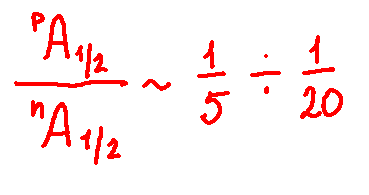 ᵖA₁/₂ / ⁿA₁/₂ ~ 1/5 ÷ 1/20